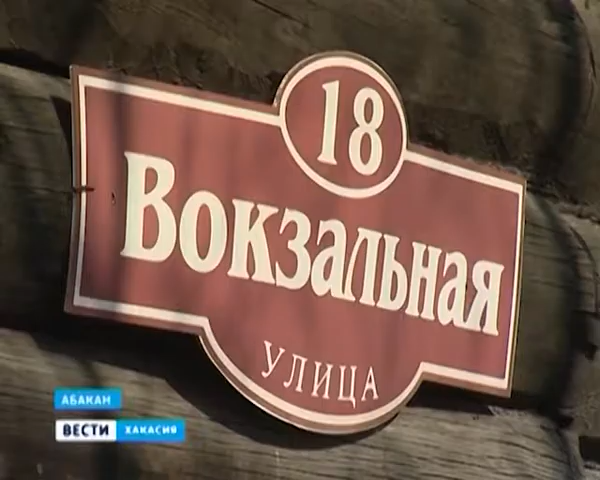 18
Вокзальная
УЛИЦА
АБАКАН
ВЕСТИ ХАКАСИЯ